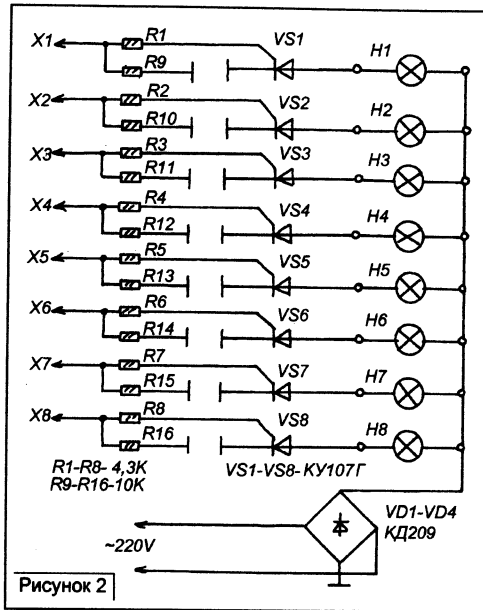 X1 R1 VS1 H1
R9
X2 R2 VS2 H2
R10
X3 R3 VS3 H3
R11
X4 R4 VS4 H4
R12
X5 R5 VS5 H5
R13
X6 R6 VS6 H6
R14
X7 R7 VS7 H7
R15
X8 R8 VS8 H8
R16
R1-R8- 4,3К VS1-VS8- КУ107Г
R9-R16-10К
VD1-VD4
КД209
~220V
Рисунок 2